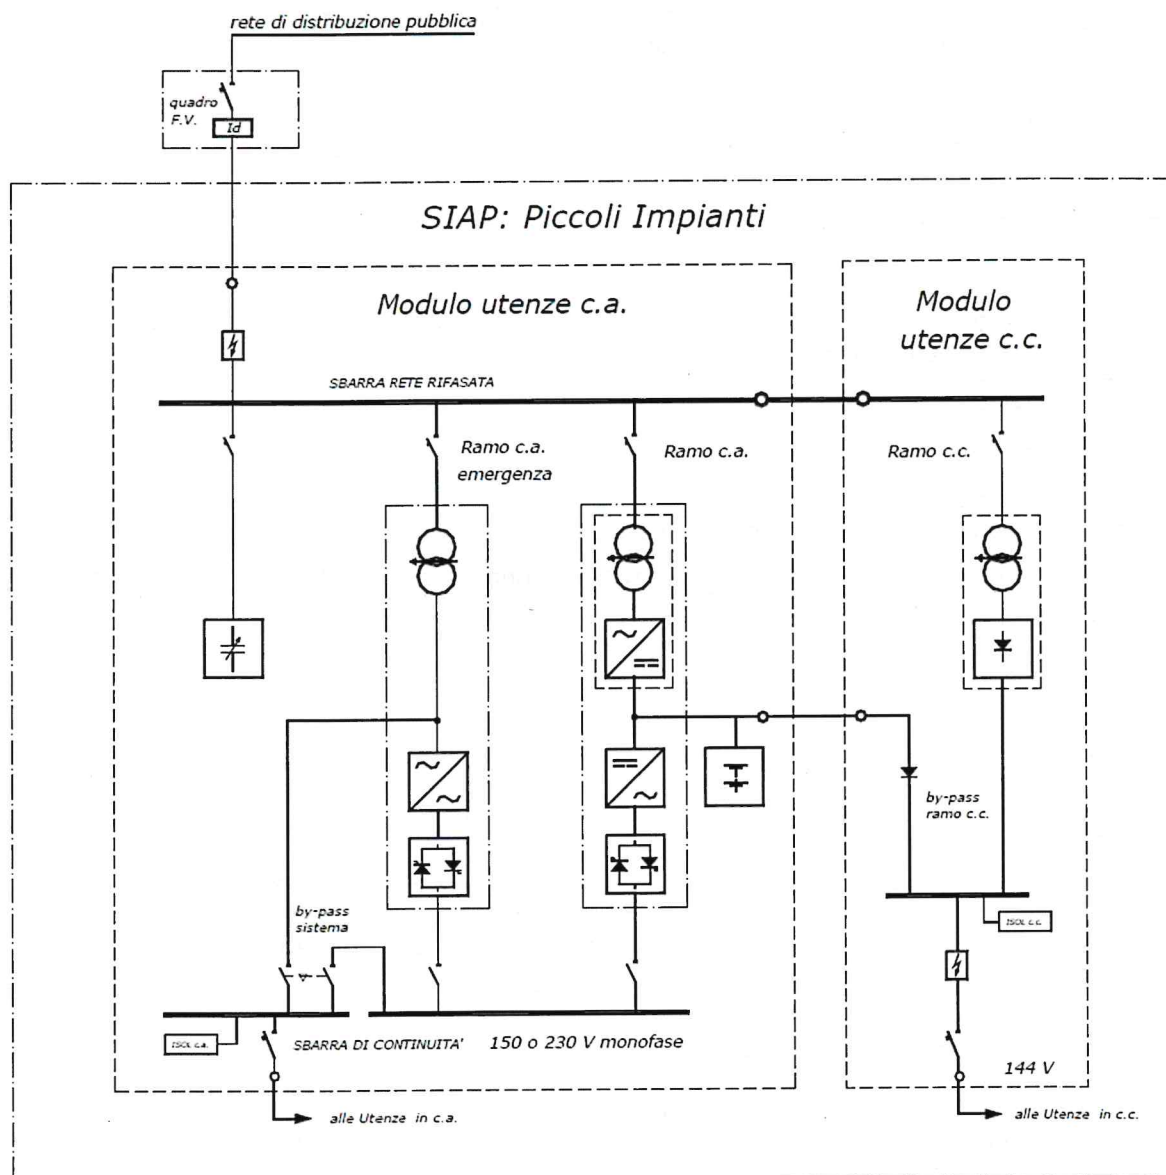 rete di distribuzione pubblica
quadro
F.V.
Id
SIAP: Piccoli Impianti
Modulo utenze c.a.
Modulo
utenze c.c.
SBARRA RETE RIFASATA
Ramo c.a.
emergenza
Ramo c.a.
Ramo c.c.
by-pass
ramo c.c.
by-pass
sistema
ISOL c.c.
ISOL c.a.
SBARRA DI CONTINUITA'
150 o 230 V monofase
144 V
alle Utenze in c.a.
alle Utenze in c.c.